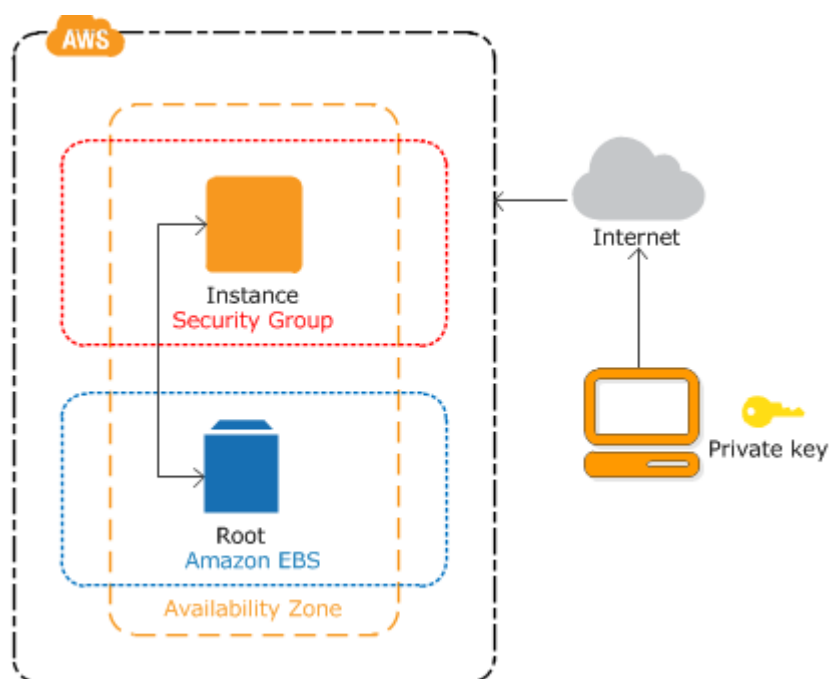 AWS
Instance
Security Group
Internet
Private key
Root
Amazon EBS
Availability Zone